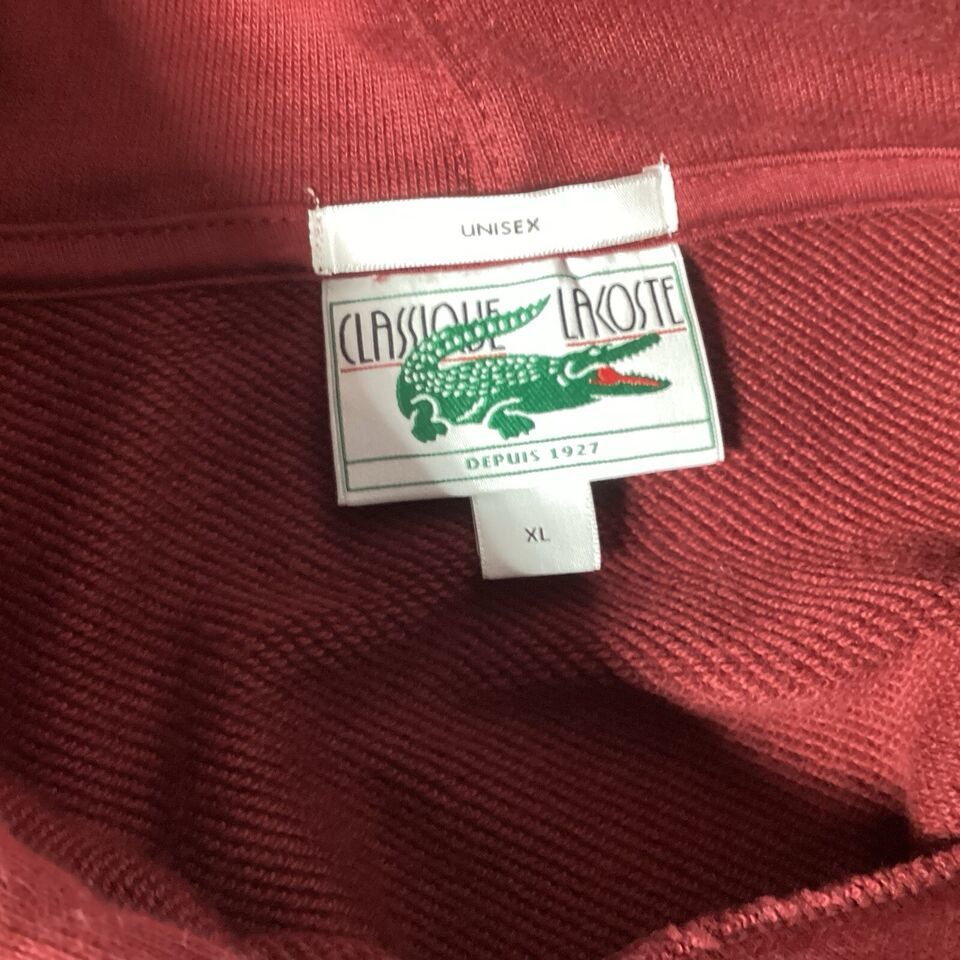 UNISEX
CLASSIQUE LACOSTE
DEPUIS 1927
XL